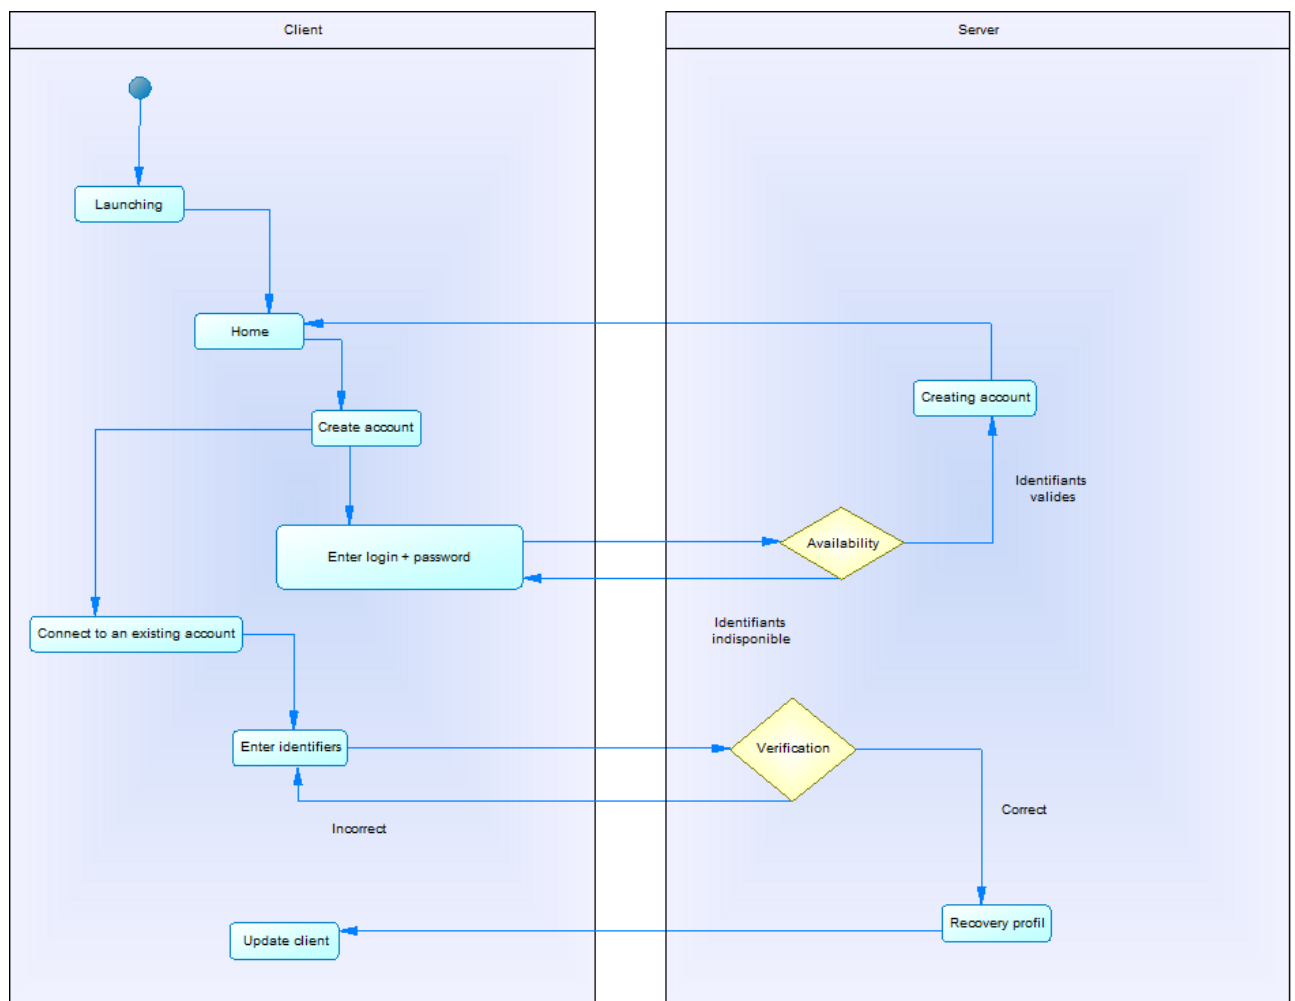 Client
Server
Launching
Home
Creating account
Create account
Identifiants
valides
Enter login + password
Availability
Connect to an existing account
Identifiants
indisponible
Enter identifiers
Verification
Incorrect
Correct
Update client
Recovery profil